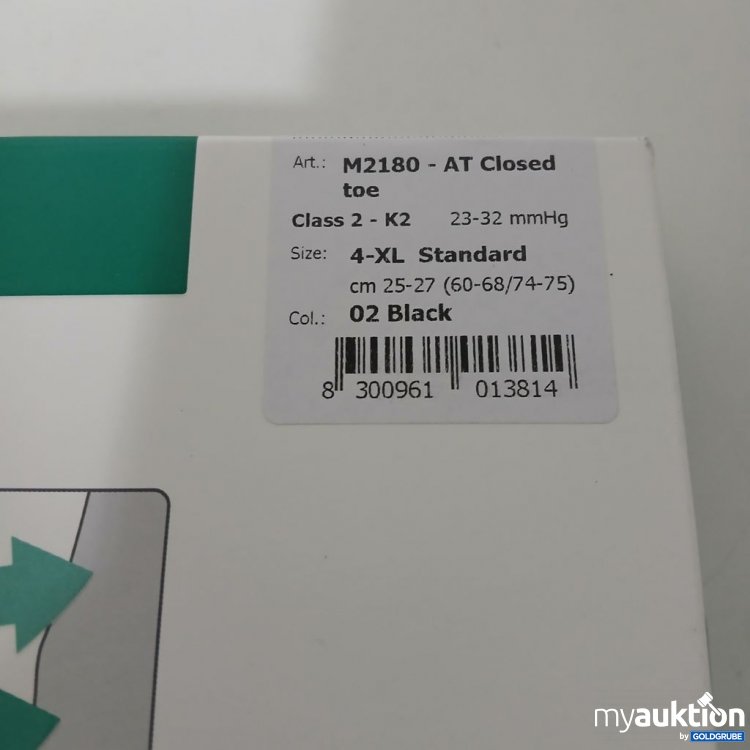 Art.: M2180 - AT Closed
toe
Class 2 - K2 23-32 mmHg
Size: 4-XL Standard
cm 25-27 (60-68/74-75)
Col.: 02 Black
8 300961 013814
myauktion
by GOLDGRUBE